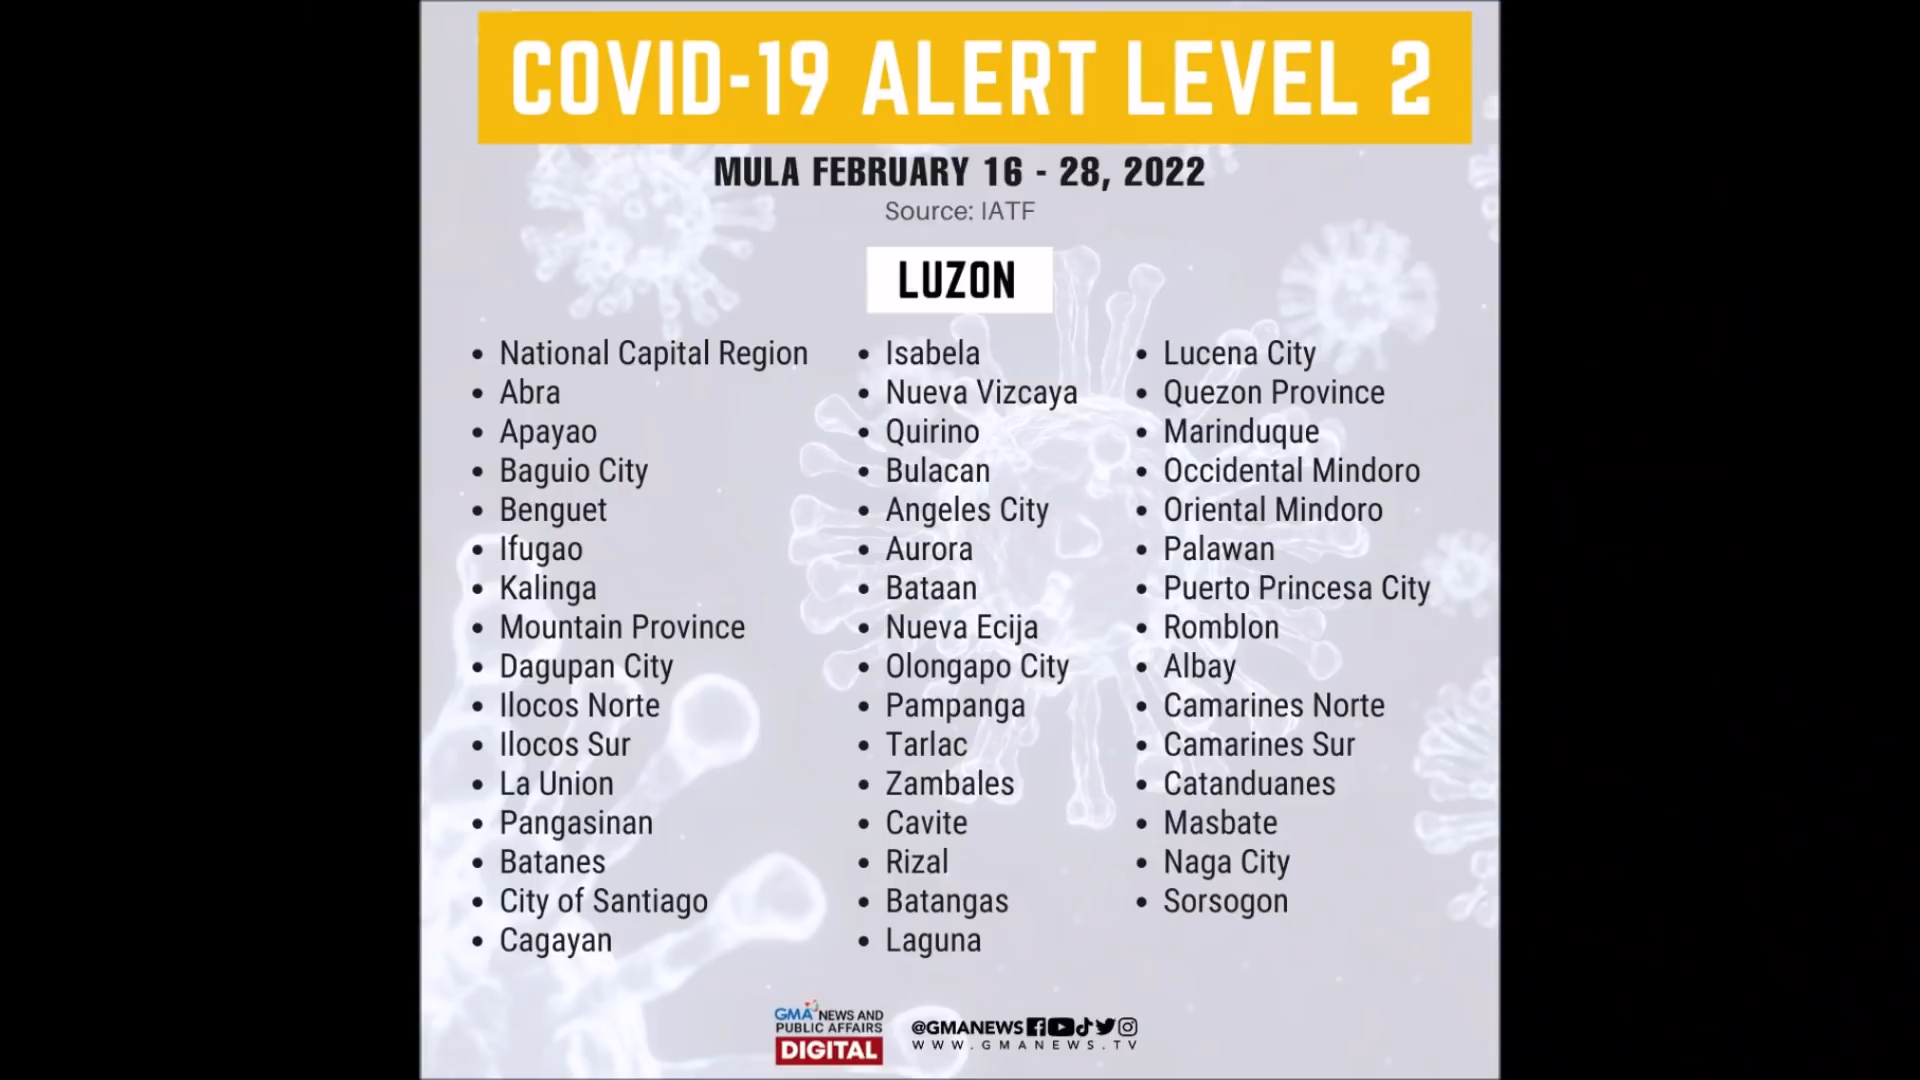 COVID-19 ALERT LEVEL 2
MULA FEBRUARY 16 - 28, 2022
Source: IATF
LUZON
• National Capital Region
• Abra
• Apayao
• Baguio City
• Benguet
• Ifugao
• Kalinga
• Mountain Province
• Dagupan City
• Ilocos Norte
• Ilocos Sur
• La Union
• Pangasinan
• Batanes
• City of Santiago
• Cagayan
• Isabela
• Nueva Vizcaya
• Quirino
• Bulacan
• Angeles City
• Aurora
• Bataan
• Nueva Ecija
• Olongapo City
• Pampanga
• Tarlac
• Zambales
• Cavite
• Rizal
• Batangas
• Laguna
• Lucena City
• Quezon Province
• Marinduque
• Occidental Mindoro
• Oriental Mindoro
• Palawan
• Puerto Princesa City
• Romblon
• Albay
• Camarines Norte
• Camarines Sur
• Catanduanes
• Masbate
• Naga City
• Sorsogon
GMA NEWS AND
PUBLIC AFFAIRS
DIGITAL
@GMANEWS
WWW.GMANEWS.TV